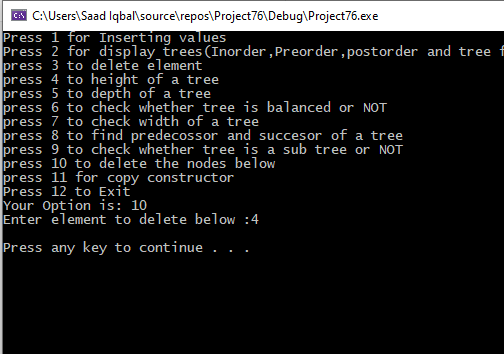 C:\Users\Saad Iqbal\source\repos\Project76\Debug\Project76.exe
Press 1 for Inserting values
Press 2 for display trees(Inorder,Preorder,postorder and tree f
press 3 to delete element
press 4 to height of a tree
press 5 to depth of a tree
press 6 to check whether tree is balanced or NOT
press 7 to check width of a tree
press 8 to find predecossor and succesor of a tree
press 9 to check whether tree is a sub tree or NOT
press 10 to delete the nodes below
press 11 for copy constructor
Press 12 to Exit
Your Option is: 10
Enter element to delete below :4
Press any key to continue . . .